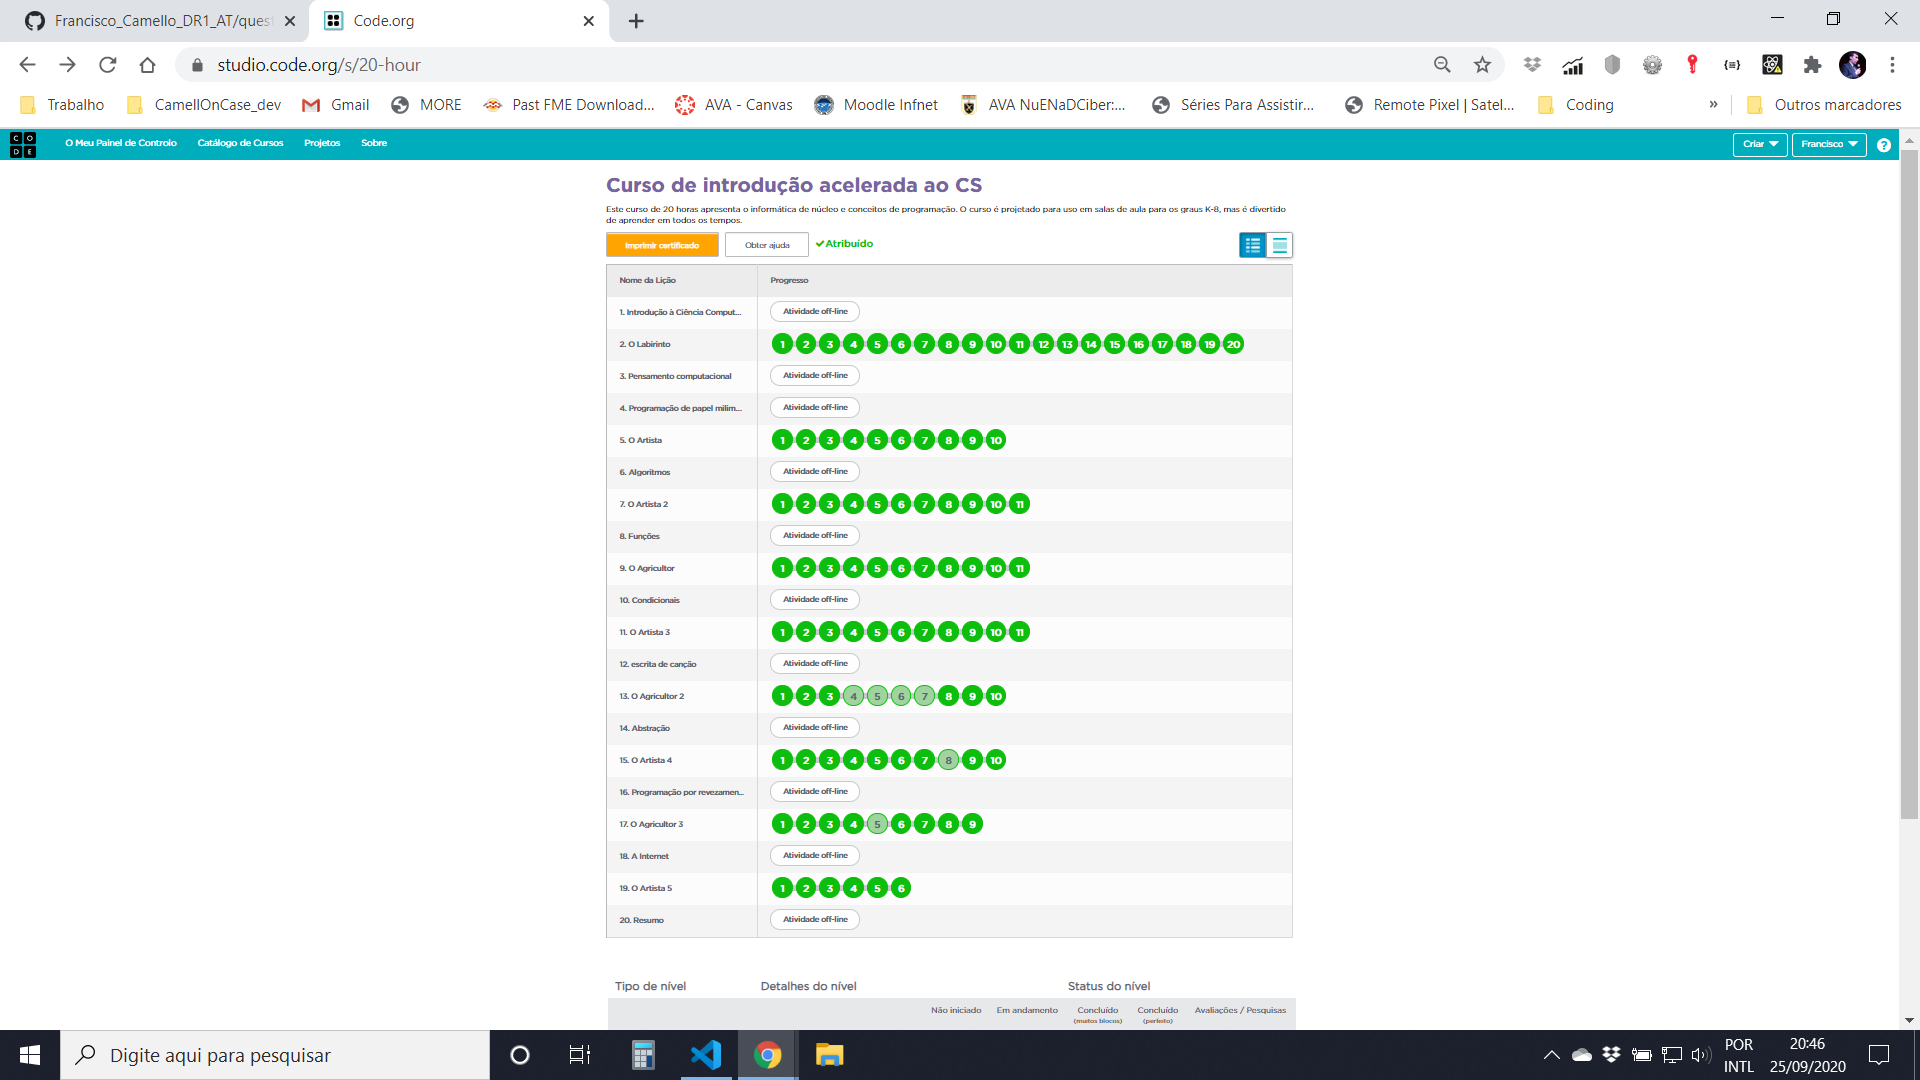 Francisco_Camello_DR1_AT/ques
Code.org
studio.code.org/s/20-hour
Trabalho
CamellOnCase_dev
Gmail
MORE
Past FME Download...
AVA - Canvas
Moodle Infnet
AVA NuENaDCiber:...
Séries Para Assistir...
Remote Pixel | Satel...
Coding
»
Outros marcadores
C O D E
O Meu Painel de Controlo
Catálogo de Cursos
Projetos
Sobre
Criar
Francisco
?
Curso de introdução acelerada ao CS
Este curso de 20 horas apresenta o informática de núcleo e conceitos de programação. O curso é projetado para uso em salas de aula para os graus K-8, mas é divertido
de aprender em todos os tempos.
Imprimir certificado
Obter ajuda
Atribuído
Nome da Lição Progresso
1. Introdução à Ciência Comput... Atividade off-line
2. O Labirinto 1 2 3 4 5 6 7 8 9 10 11 12 13 14 15 16 17 18 19 20
3. Pensamento computacional Atividade off-line
4. Programação de papel milim... Atividade off-line
5. O Artista 1 2 3 4 5 6 7 8 9 10
6. Algoritmos Atividade off-line
7. O Artista 2 1 2 3 4 5 6 7 8 9 10 11
8. Funções Atividade off-line
9. O Agricultor 1 2 3 4 5 6 7 8 9 10 11
10. Condicionais Atividade off-line
11. O Artista 3 1 2 3 4 5 6 7 8 9 10 11
12. escrita de canção Atividade off-line
13. O Agricultor 2 1 2 3 4 5 6 7 8 9 10
14. Abstração Atividade off-line
15. O Artista 4 1 2 3 4 5 6 7 8 9 10
16. Programação por revezamen... Atividade off-line
17. O Agricultor 3 1 2 3 4 5 6 7 8 9
18. A Internet Atividade off-line
19. O Artista 5 1 2 3 4 5 6
20. Resumo Atividade off-line
Tipo de nível Detalhes do nível Status do nível
Não iniciado Em andamento Concluído Concluído Avaliações / Pesquisas
(muitos blocos) (perfeito)
Digite aqui para pesquisar
POR
INTL
20:46
25/09/2020